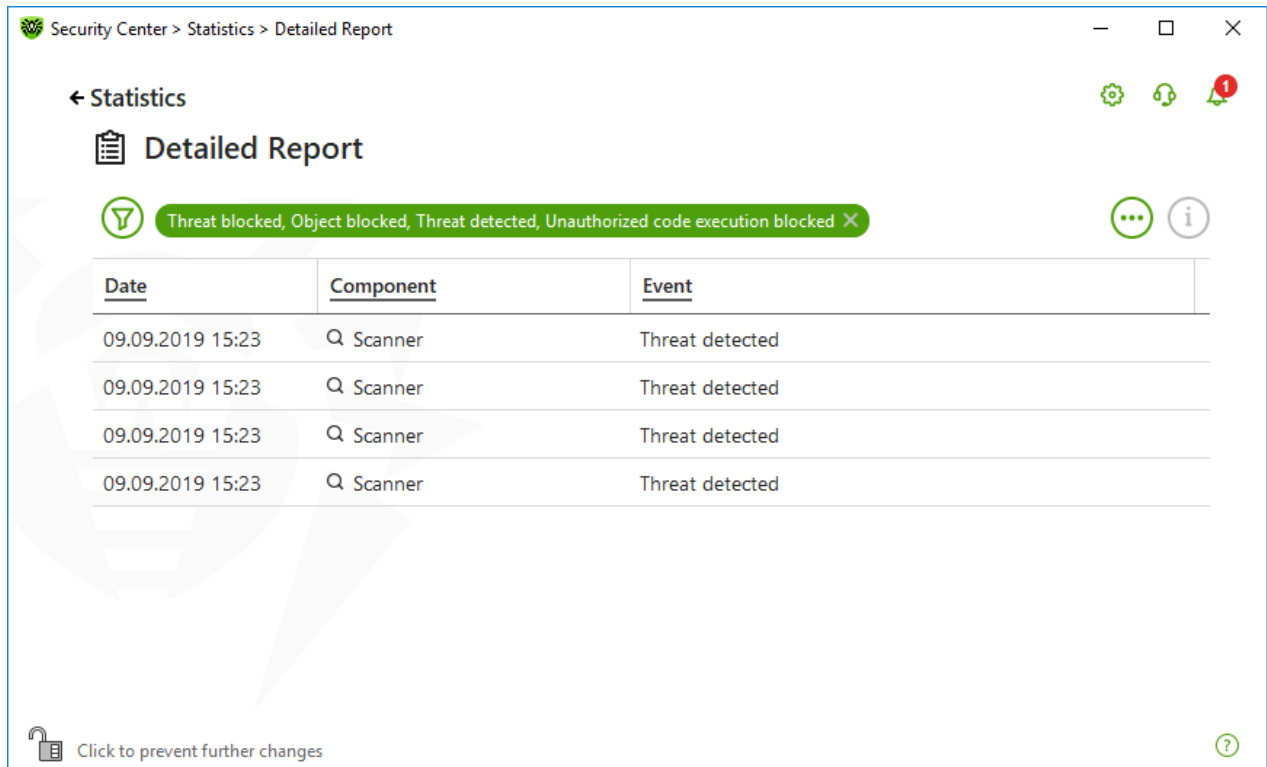 Security Center > Statistics > Detailed Report
Statistics
1
Detailed Report
Threat blocked, Object blocked, Threat detected, Unauthorized code execution blocked
Date Component Event
09.09.2019 15:23 Scanner Threat detected
09.09.2019 15:23 Scanner Threat detected
09.09.2019 15:23 Scanner Threat detected
09.09.2019 15:23 Scanner Threat detected
Click to prevent further changes